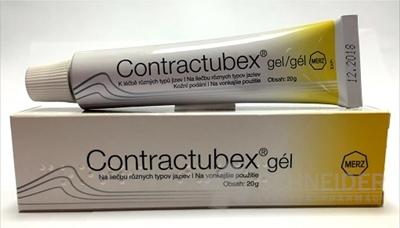 Contractubex® gel/gél
K léčbě různých typů jizev | Na liečbu rôznych typov jaziev
Kožní podání | Na vonkajšie použitie
Obsah: 20g
MERZ
12.2018
Contractubex® gél
Na liečbu rôznych typov jaziev | Na vonkajšie použitie
Obsah: 20g
MERZ